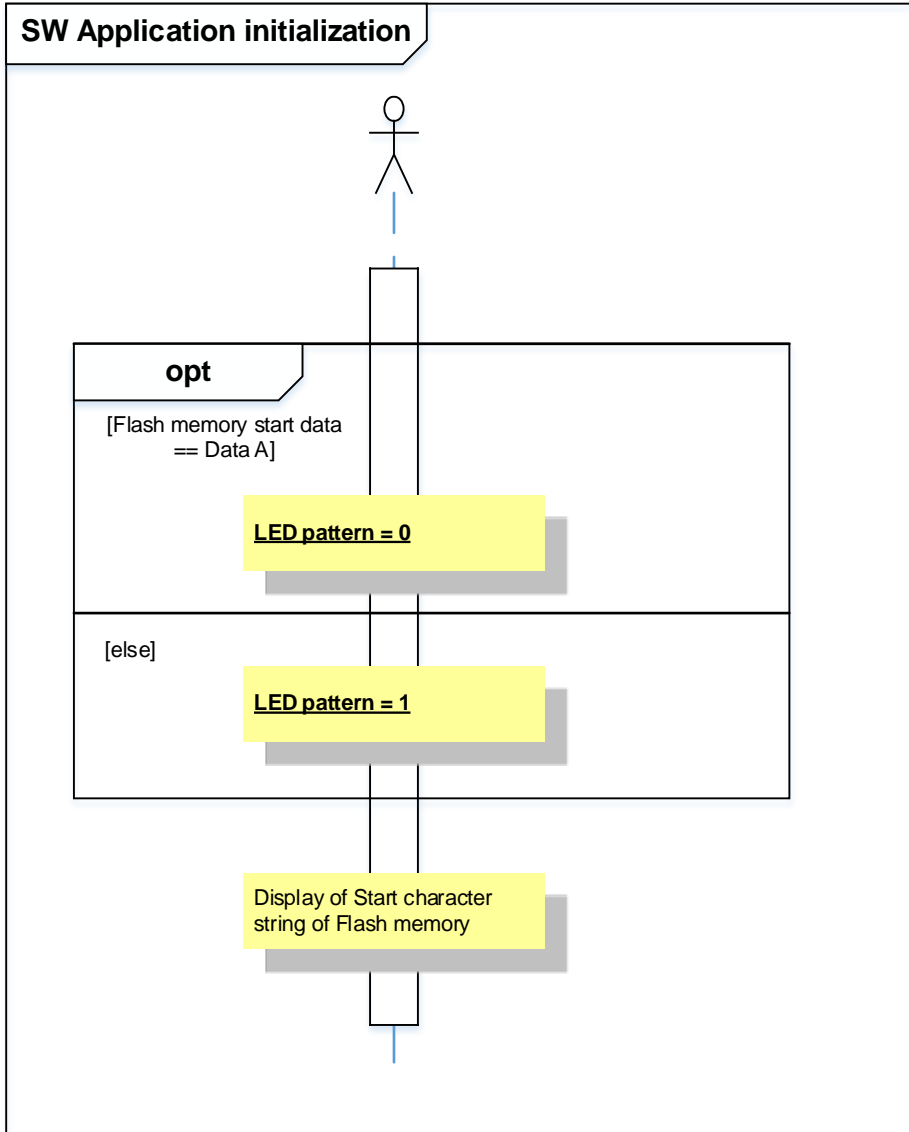 SW Application initialization
opt
[Flash memory start data
== Data A]
LED pattern = 0
[else]
LED pattern = 1
Display of Start character
string of Flash memory